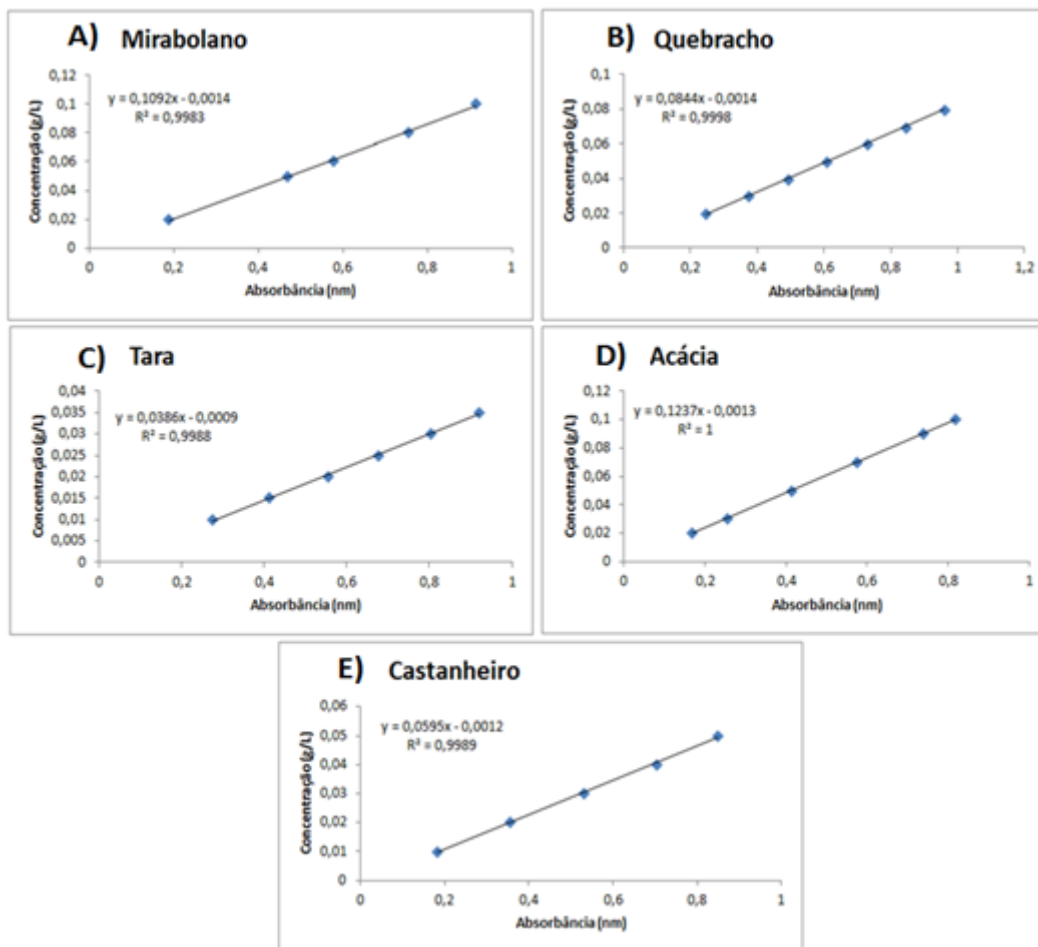 A) Mirabolano
y = 0,1092x - 0,0014
R² = 0,9983
Concentração (g/L)
0,12
0,1
0,08
0,06
0,04
0,02
0
0 0,2 0,4 0,6 0,8 1
Absorbância (nm)
B) Quebracho
y = 0,0844x - 0,0014
R² = 0,9998
Concentração (g/L)
0,1
0,08
0,06
0,04
0,02
0
0 0,2 0,4 0,6 0,8 1 1,2
Absorbância (nm)
C) Tara
y = 0,0386x - 0,0009
R² = 0,9988
Concentração (g/L)
0,04
0,035
0,03
0,025
0,02
0,015
0,01
0,005
0
0 0,2 0,4 0,6 0,8 1
Absorbância (nm)
D) Acácia
y = 0,1237x - 0,0013
R² = 1
Concentração (g/L)
0,12
0,1
0,08
0,06
0,04
0,02
0
0 0,2 0,4 0,6 0,8 1
Absorbância (nm)
E) Castanheiro
y = 0,0595x - 0,0012
R² = 0,9989
Concentração (g/L)
0,06
0,05
0,04
0,03
0,02
0,01
0
0 0,2 0,4 0,6 0,8 1
Absorbância (nm)